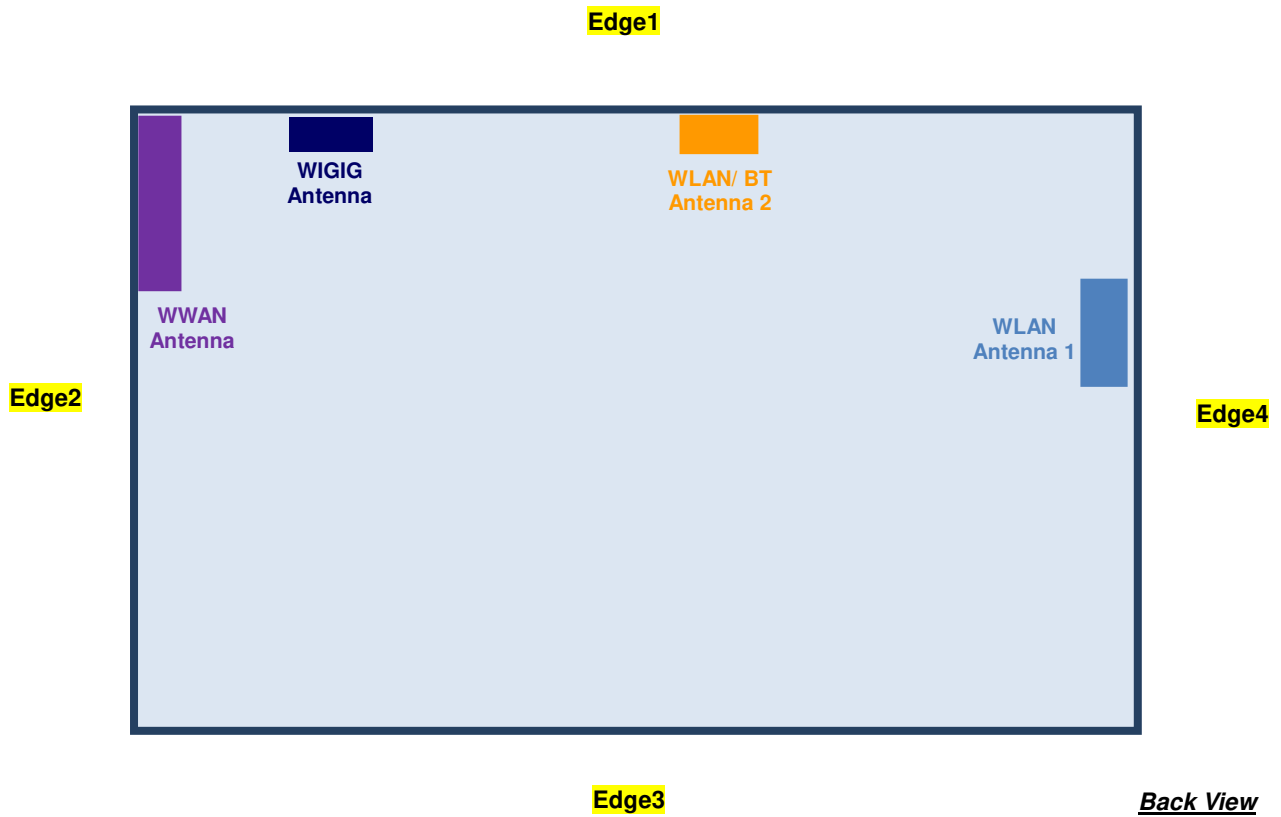 Edge1
WIGIG
Antenna
WLAN/ BT
Antenna 2
WWAN
Antenna
WLAN
Antenna 1
Edge2
Edge4
Edge3
Back View